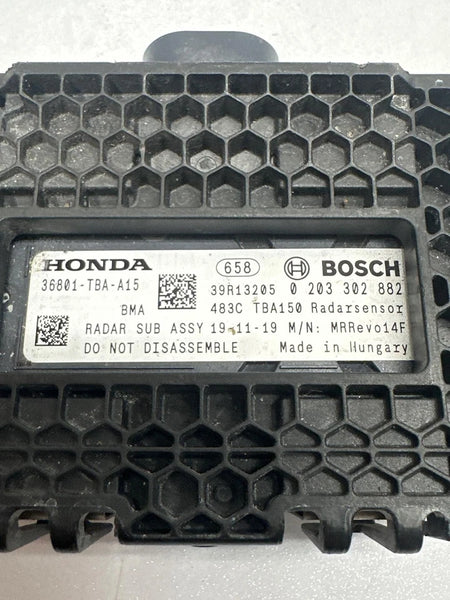 HONDA 658 BOSCH
36801-TBA-A15 39R13205 0 203 302 882
BMA 483C TBA150 Radarsensor
RADAR SUB ASSY 19-11-19 M/N: MRRevo14F
DO NOT DISASSEMBLE Made in Hungary